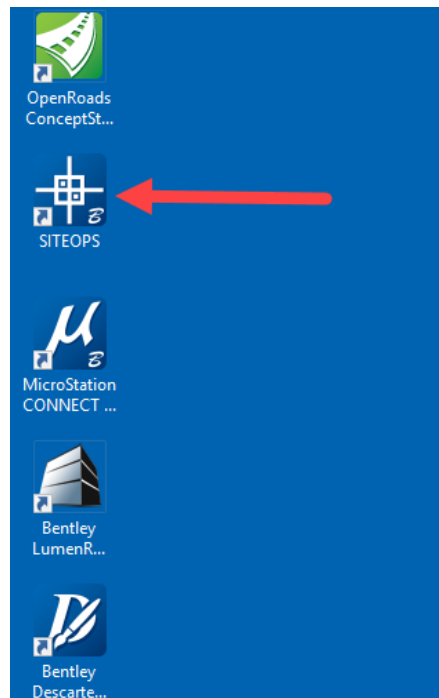 OpenRoads
ConceptSt...
B
SITEOPS
μ
B
MicroStation
CONNECT ...
Bentley
LumenR...
D
Bentley
Descarte...